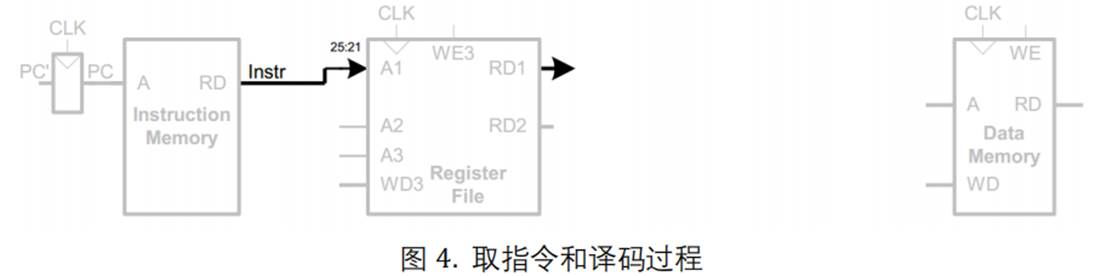 CLK
PC'
PC
A
RD
Instruction
Memory
Instr
25:21
CLK
WE3
A1
RD1
A2
RD2
A3
WD3
Register
File
CLK
WE
A
RD
Data
Memory
WD
图 4. 取指令和译码过程